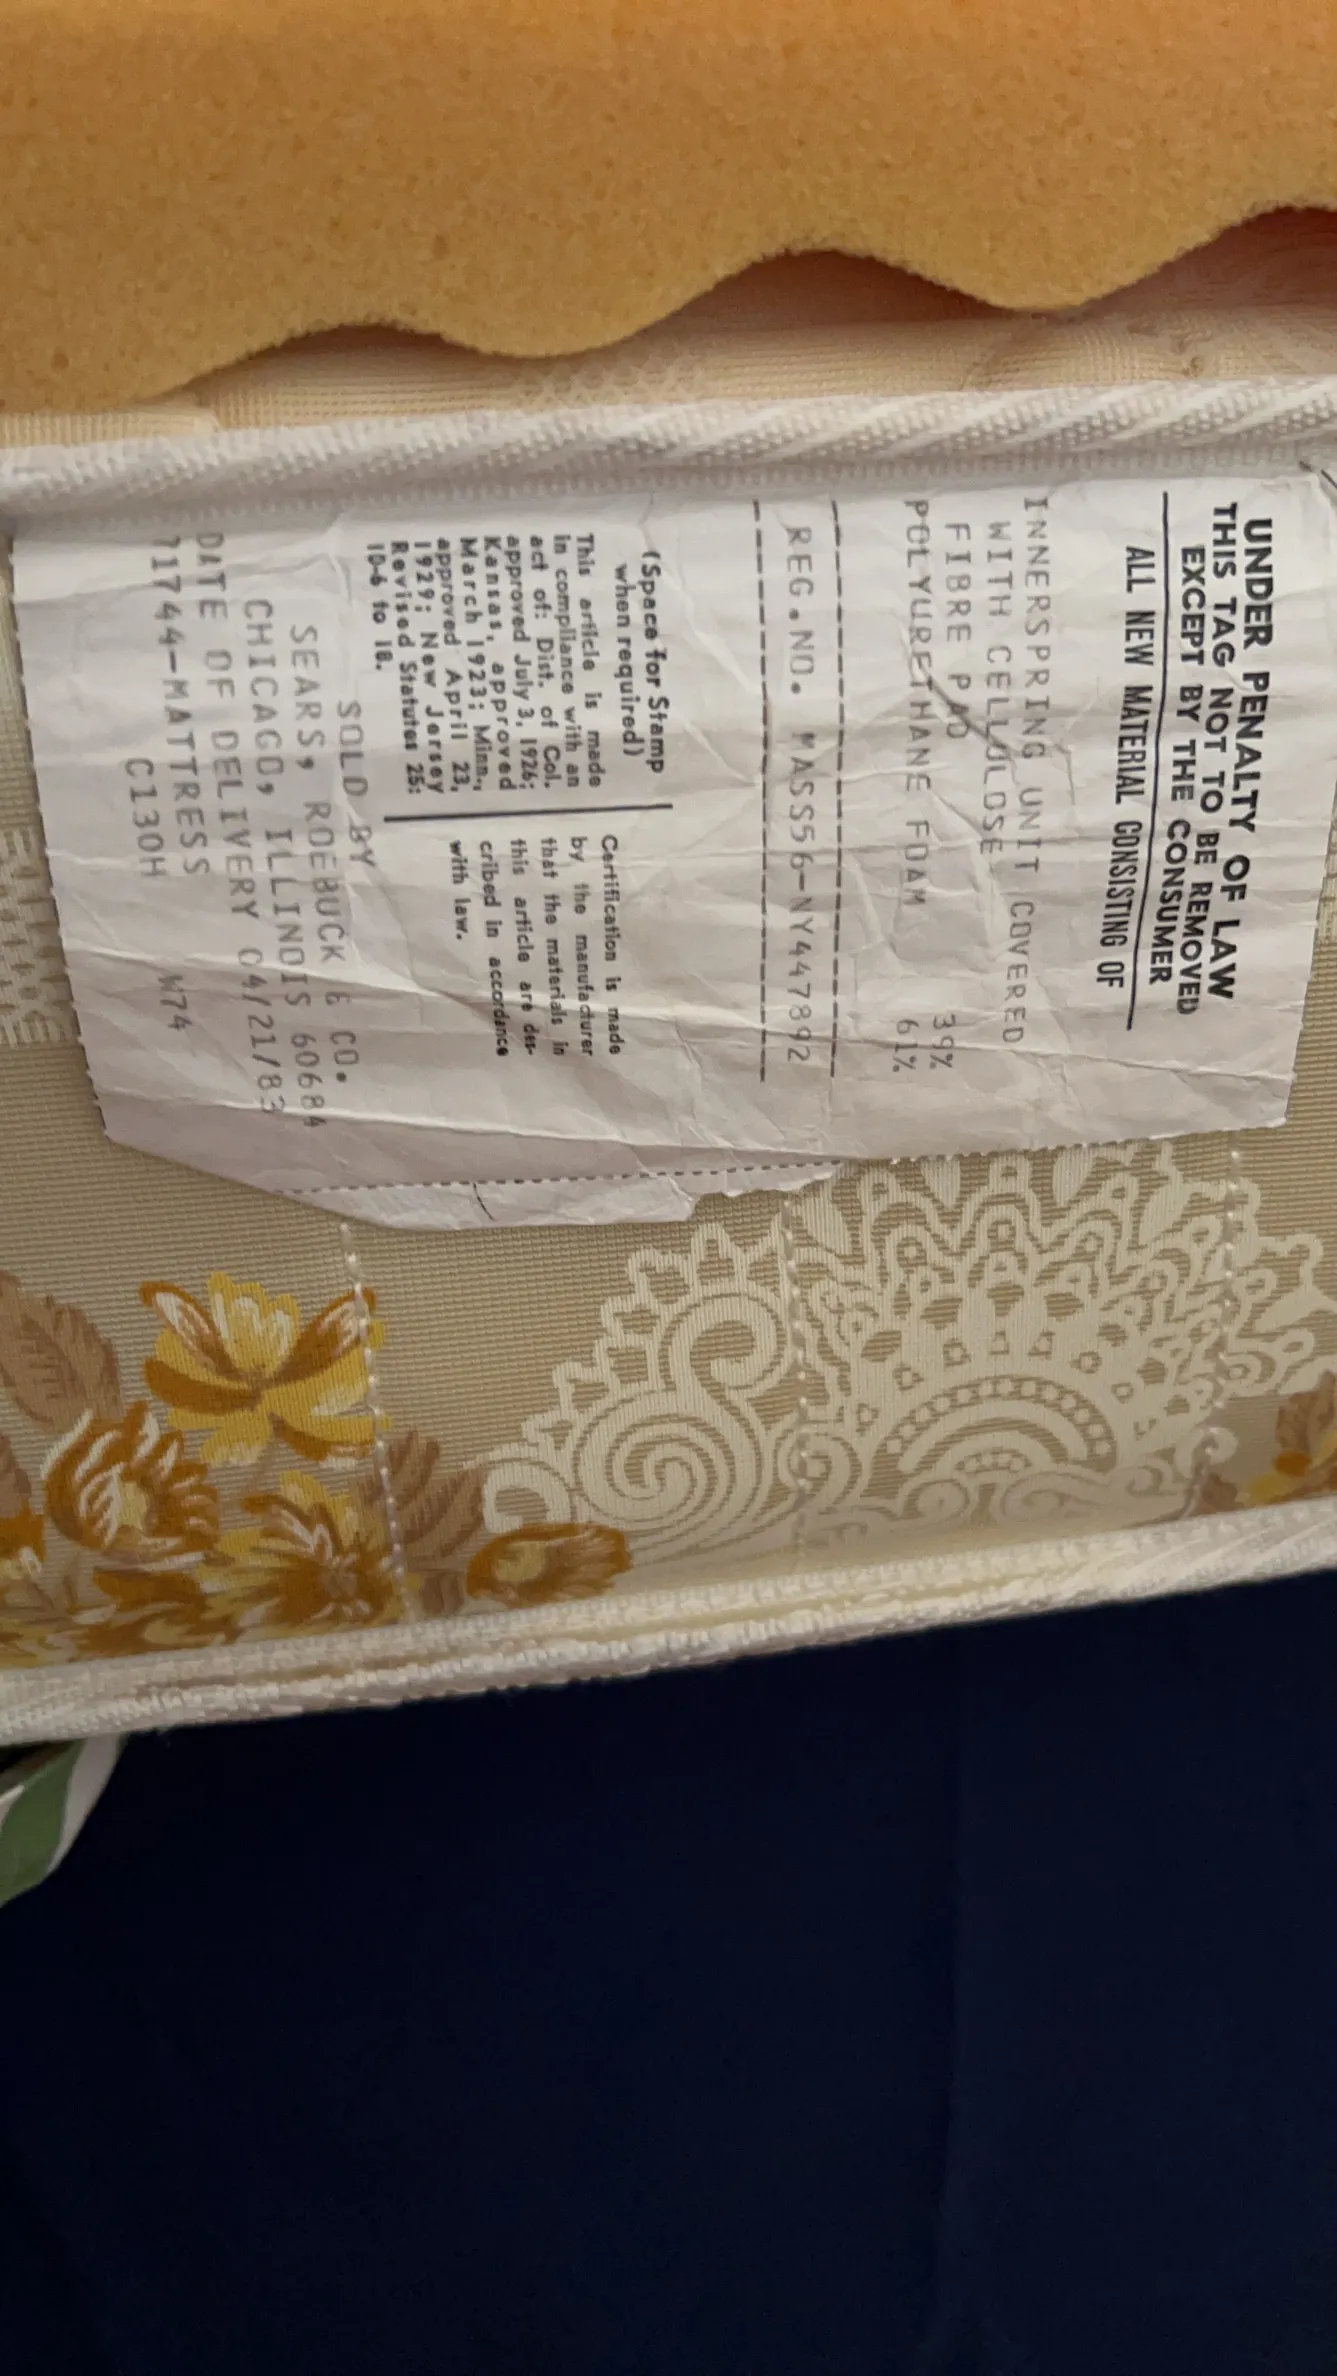 UNDER PENALTY OF LAW
THIS TAG NOT TO BE REMOVED
EXCEPT BY THE CONSUMER
ALL NEW MATERIAL CONSISTING OF
INNERSPRING UNIT COVERED
WITH CELLULOSE
FIBRE PAD 39%
POLYURETHANE FOAM 61%
REG.NO. MASS56-NY447892
(Space for Stamp
when required)
This article is made
in compliance with an
act of: Dist. of Col.
approved July 3, 1926;
Kansas, approved
March 1923; Minn.,
approved April 23,
1929; New Jersey
Revised Statutes 25:
10-6 to 18.
Certification is made
by the manufacturer
that the materials in
this article are des-
cribed in accordance
with law.
SOLD BY
SEARS, ROEBUCK & CO.
CHICAGO, ILLINOIS 60684
DATE OF DELIVERY 04/21/83
71744-MATTRESS W74
C130H